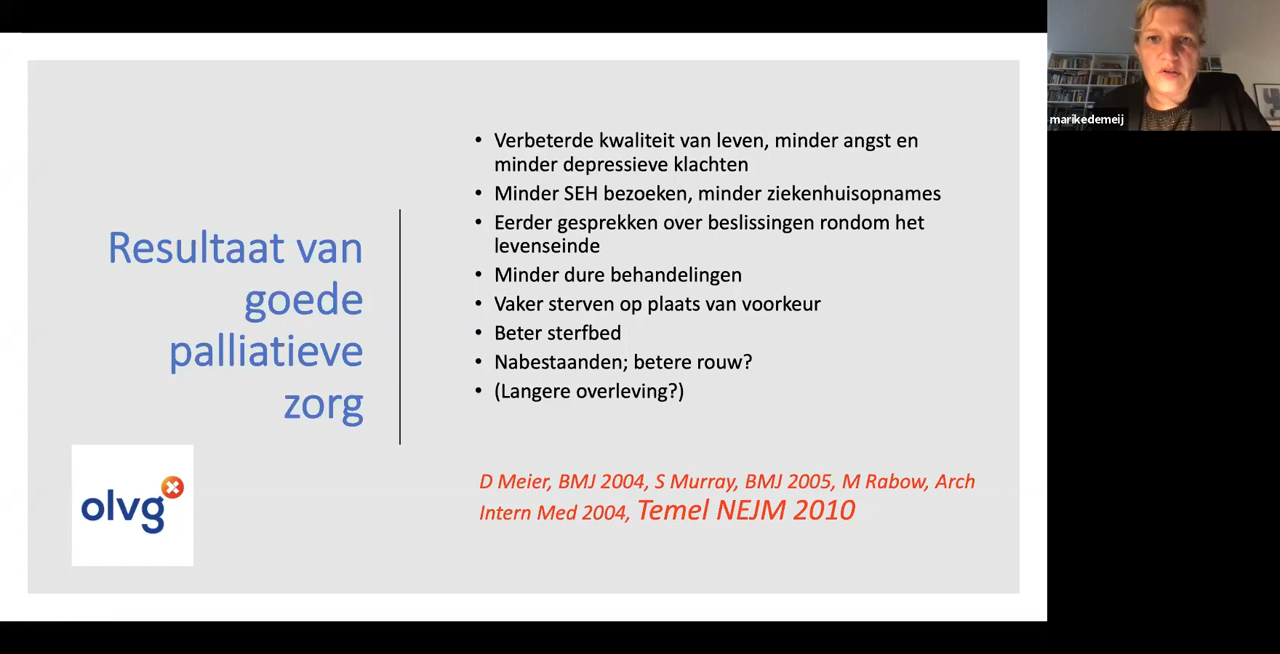 marikedemeij
Resultaat van
goede
palliatieve
zorg
• Verbeterde kwaliteit van leven, minder angst en
minder depressieve klachten
• Minder SEH bezoeken, minder ziekenhuisopnames
• Eerder gesprekken over beslissingen rondom het
levenseinde
• Minder dure behandelingen
• Vaker sterven op plaats van voorkeur
• Beter sterfbed
• Nabestaanden; betere rouw?
• (Langere overleving?)
D Meier, BMJ 2004, S Murray, BMJ 2005, M Rabow, Arch
Intern Med 2004, Temel NEJM 2010
olvg